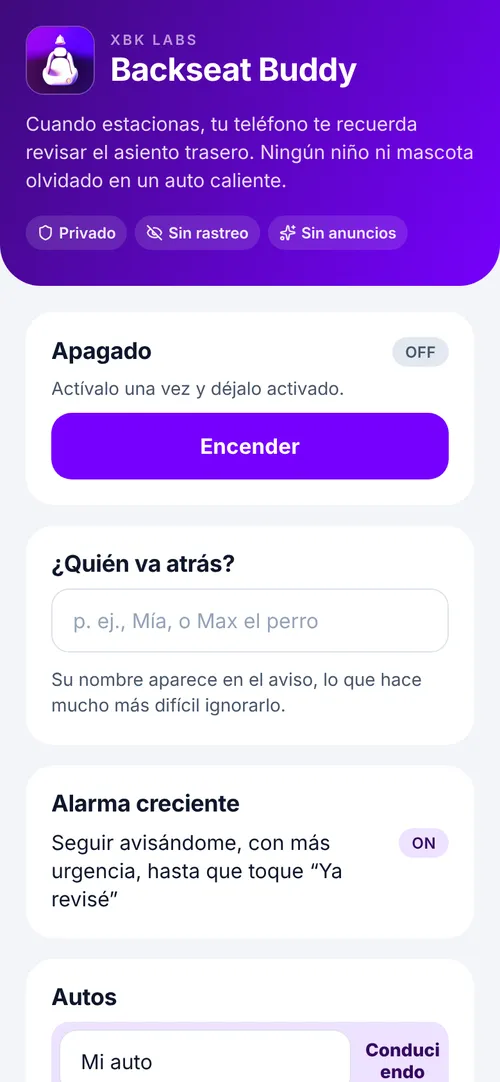 XBK LABS
Backseat Buddy
Cuando estacionas, tu teléfono te recuerda
revisar el asiento trasero. Ningún niño ni mascota
olvidado en un auto caliente.
Privado
Sin rastreo
Sin anuncios
Apagado
OFF
Actívalo una vez y déjalo activado.
Encender
¿Quién va atrás?
p. ej., Mía, o Max el perro
Su nombre aparece en el aviso, lo que hace
mucho más difícil ignorarlo.
Alarma creciente
Seguir avisándome, con más
urgencia, hasta que toque “Ya
revisé”
ON
Autos
Mi auto
Conduci
endo